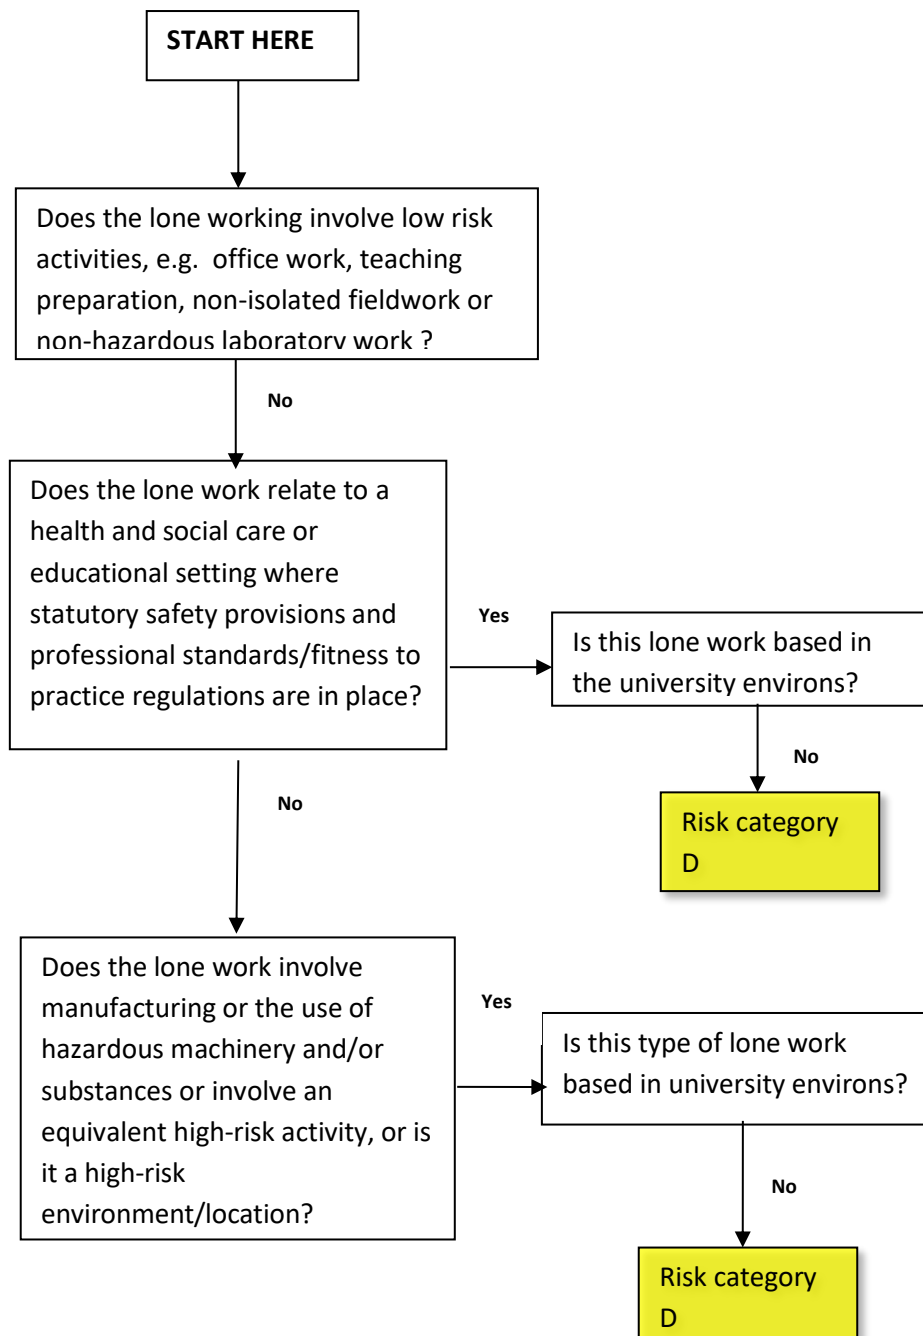 START HERE
Does the lone working involve low risk
activities, e.g. office work, teaching
preparation, non-isolated fieldwork or
non-hazardous laboratory work ?
No
Does the lone work relate to a
health and social care or
educational setting where
statutory safety provisions and
professional standards/fitness to
practice regulations are in place?
Yes
Is this lone work based in
the university environs?
No
Risk category
D
No
Does the lone work involve
manufacturing or the use of
hazardous machinery and/or
substances or involve an
equivalent high-risk activity, or is
it a high-risk
environment/location?
Yes
Is this type of lone work
based in university environs?
No
Risk category
D